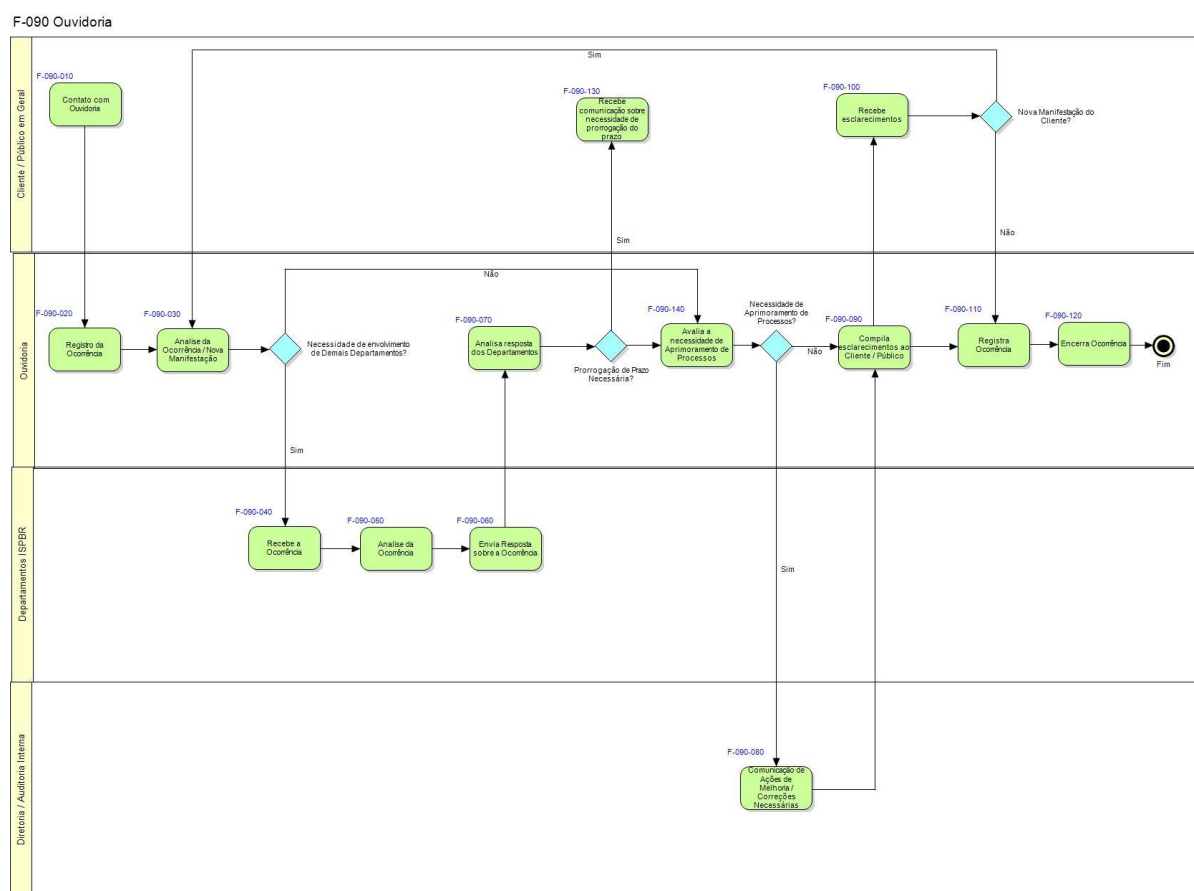 F-090 Ouvidoria
Cliente / Público em Geral
F-090-010
Contato com
Ouvidoria
Sim
F-090-130
Recebe
comunicação sobre
necessidade de
prorrogação do
prazo
F-090-100
Recebe
esclarecimentos
Nova Manifestação do
Cliente?
Sim
Não
Ouvidoria
F-090-020
Registro da
Ocorrência
F-090-030
Analise da
Ocorrência / Nova
Manifestação
Não
Necessidade de envolvimento
de Demais Departamentos?
Sim
F-090-070
Analisa resposta
dos Departamentos
Prorrogação de Prazo
Necessária?
F-090-140
Avalia a
necessidade de
Aprimoramento de
Processos
Necessidade de
Aprimoramento de
Processos?
Não
F-090-090
Compila
esclarecimentos ao
Cliente / Público
F-090-110
Registra
Ocorrência
F-090-120
Encerra Ocorrência
Fim
Departamentos ISPBR
F-090-040
Recebe a
Ocorrência
F-090-050
Analise da
Ocorrência
F-090-060
Envia Resposta
sobre a Ocorrência
Sim
Diretoria / Auditoria Interna
F-090-080
Comunicação de
Ações de
Melhoria /
Correções
Necessárias